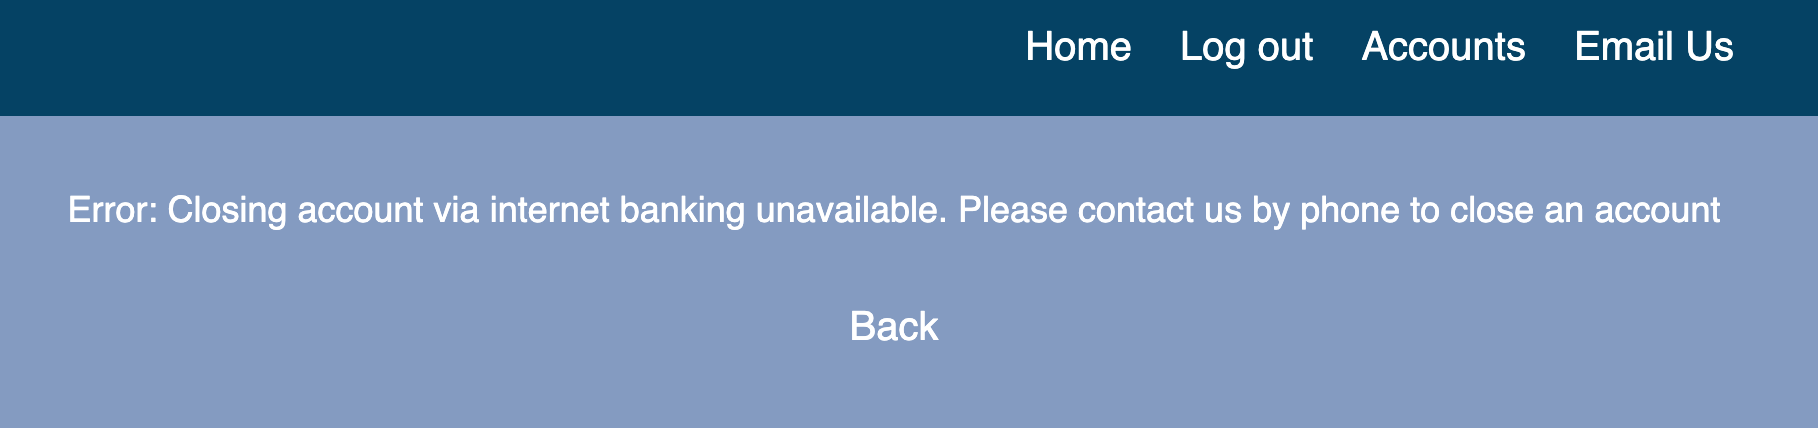 Home Log out Accounts Email Us
Error: Closing account via internet banking unavailable. Please contact us by phone to close an account
Back